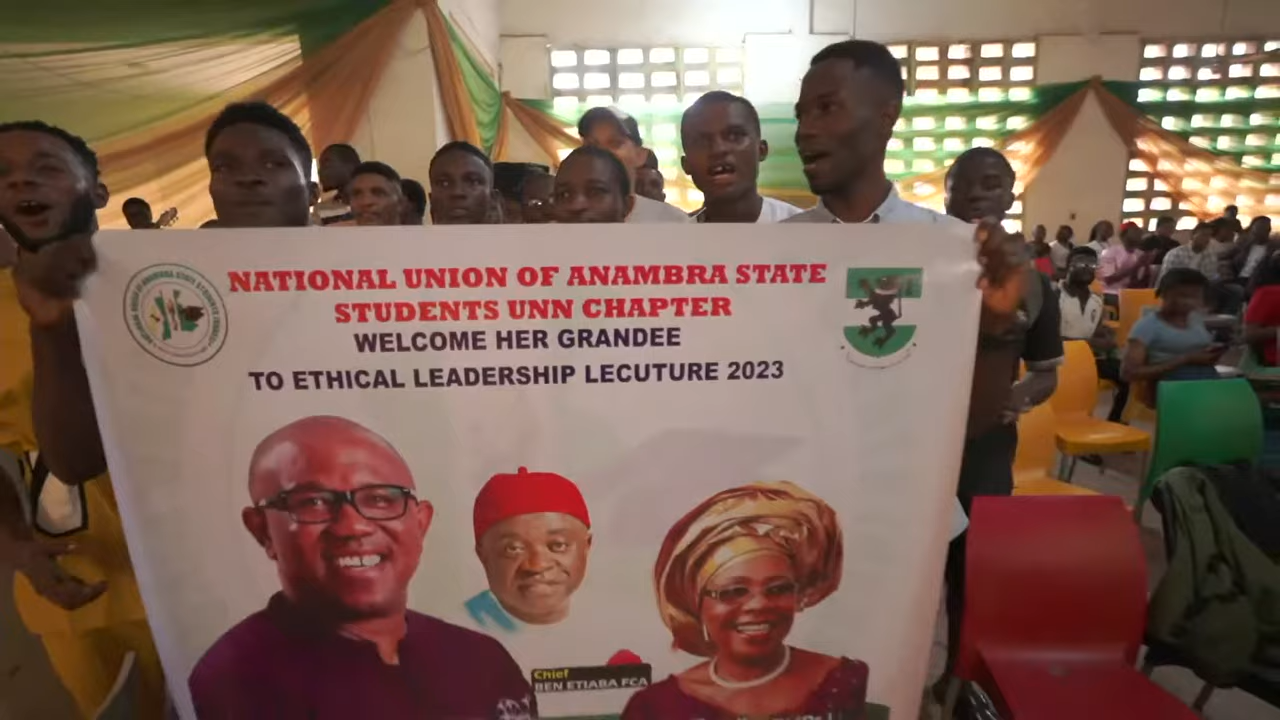 NATIONAL UNION OF ANAMBRA STATE
STUDENTS UNN CHAPTER
WELCOME HER GRANDEE
TO ETHICAL LEADERSHIP LECUTURE 2023
Chief
BEN ETIABA FCA